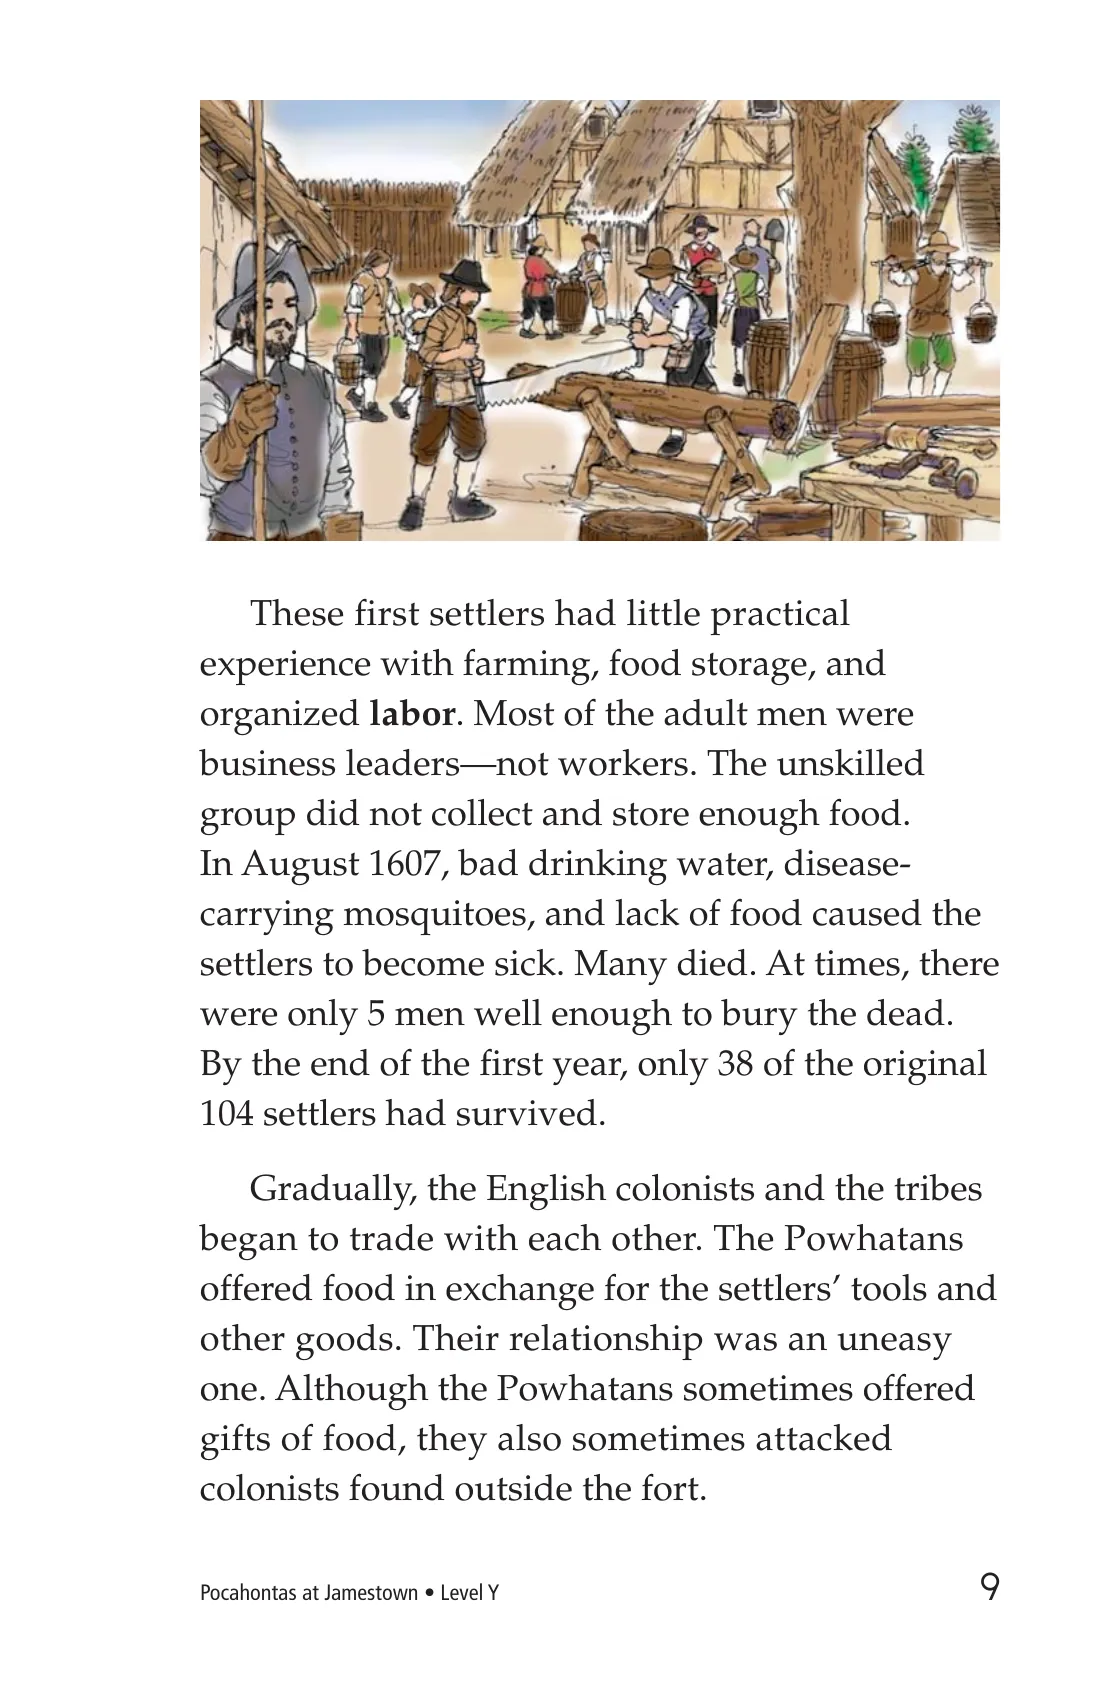 These first settlers had little practical
experience with farming, food storage, and
organized labor. Most of the adult men were
business leaders—not workers. The unskilled
group did not collect and store enough food.
In August 1607, bad drinking water, disease-
carrying mosquitoes, and lack of food caused the
settlers to become sick. Many died. At times, there
were only 5 men well enough to bury the dead.
By the end of the first year, only 38 of the original
104 settlers had survived.
Gradually, the English colonists and the tribes
began to trade with each other. The Powhatans
offered food in exchange for the settlers’ tools and
other goods. Their relationship was an uneasy
one. Although the Powhatans sometimes offered
gifts of food, they also sometimes attacked
colonists found outside the fort.
Pocahontas at Jamestown • Level Y 9